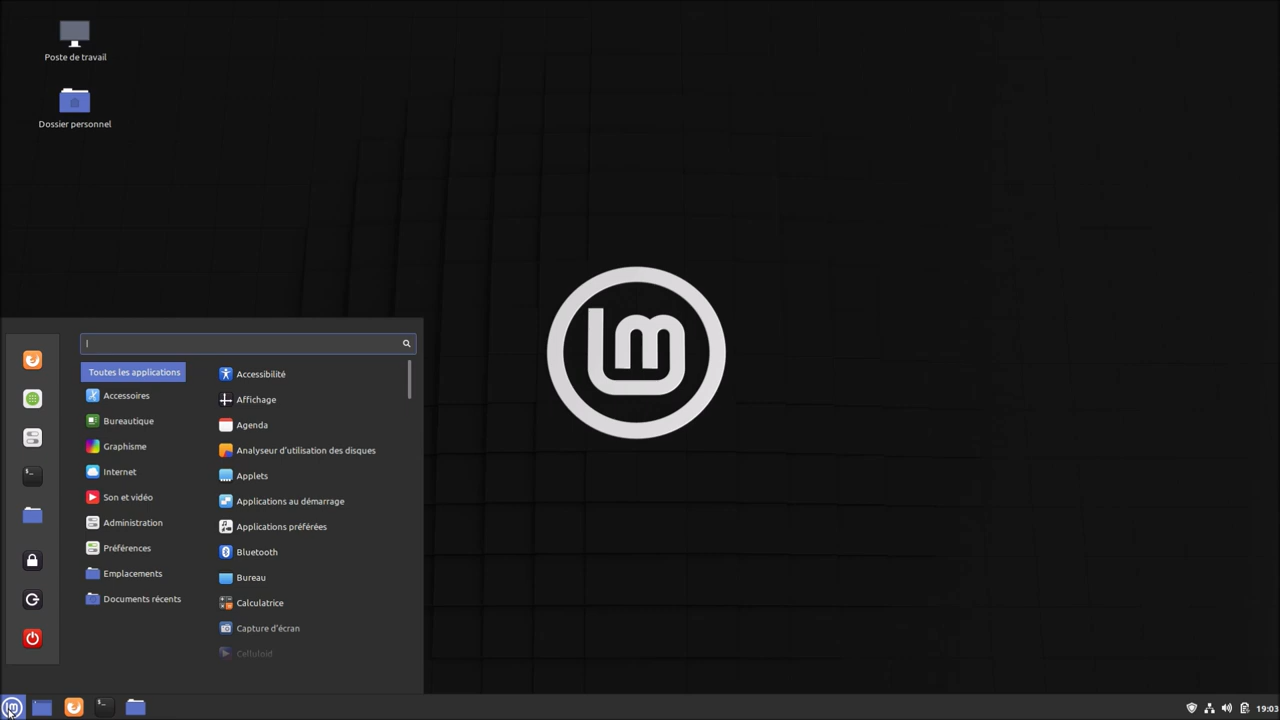 Poste de travail
Dossier personnel
Toutes les applications
Accessoires
Bureautique
Graphisme
Internet
Son et vidéo
Administration
Préférences
Emplacements
Documents récents
Accessibilité
Affichage
Agenda
Analyseur d'utilisation des disques
Applets
Applications au démarrage
Applications préférées
Bluetooth
Bureau
Calculatrice
Capture d'écran
Celluloid
lm
19:03